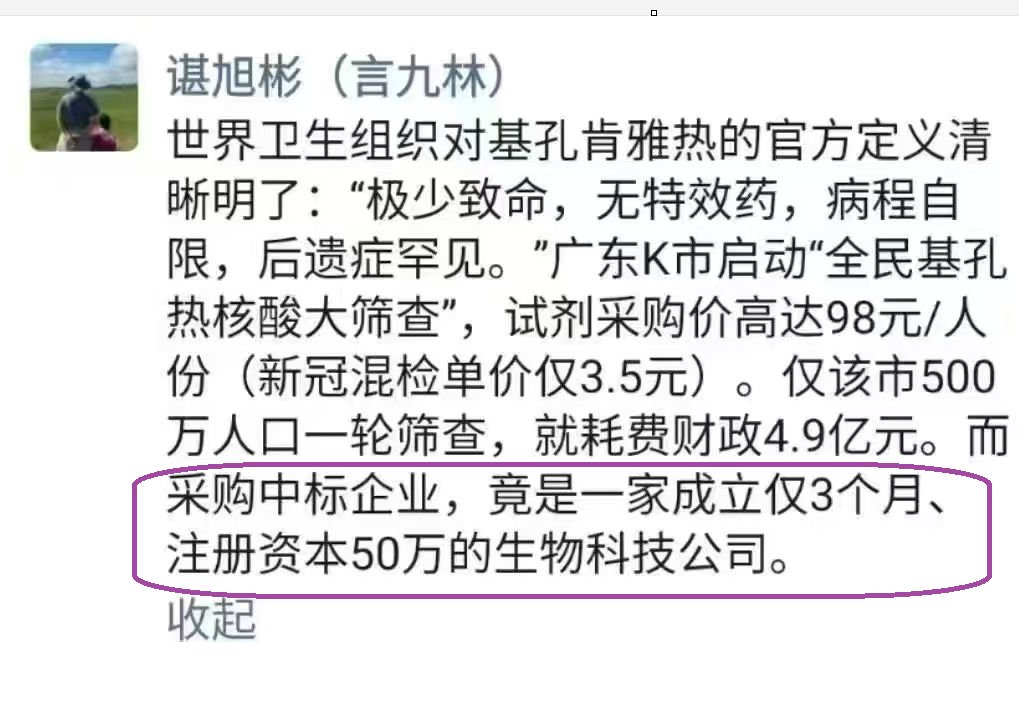 谌旭彬（言九林）
世界卫生组织对基孔肯雅热的官方定义清
晰明了：“极少致命，无特效药，病程自
限，后遗症罕见。”广东K市启动“全民基孔
热核酸大筛查”，试剂采购价高达98元/人
份（新冠混检单价仅3.5元）。仅该市500
万人口一轮筛查，就耗费财政4.9亿元。而
采购中标企业，竟是一家成立仅3个月、
注册资本50万的生物科技公司。
收起